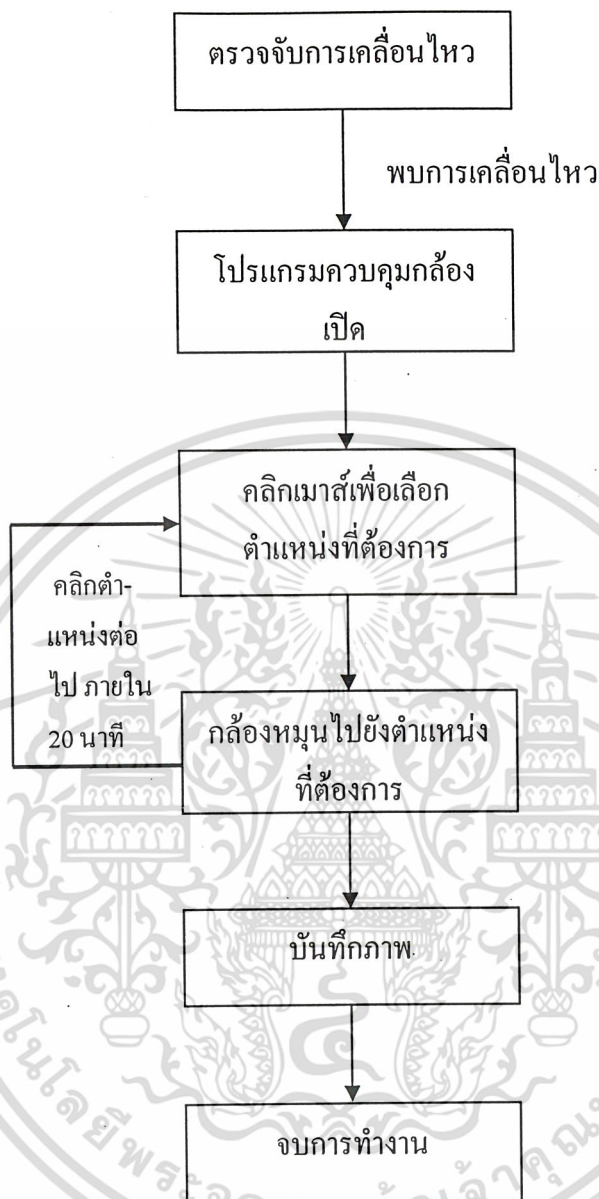 ตรวจจับการเคลื่อนไหว
พบการเคลื่อนไหว
โปรแกรมควบคุมกล้อง
เปิด
คลิกเมาส์เพื่อเลือก
ตำแหน่งที่ต้องการ
คลิกตำ-
แหน่งต่อ
ไป ภายใน
20 นาที
กล้องหมุนไปยังตำแหน่ง
ที่ต้องการ
บันทึกภาพ
จบการทำงาน